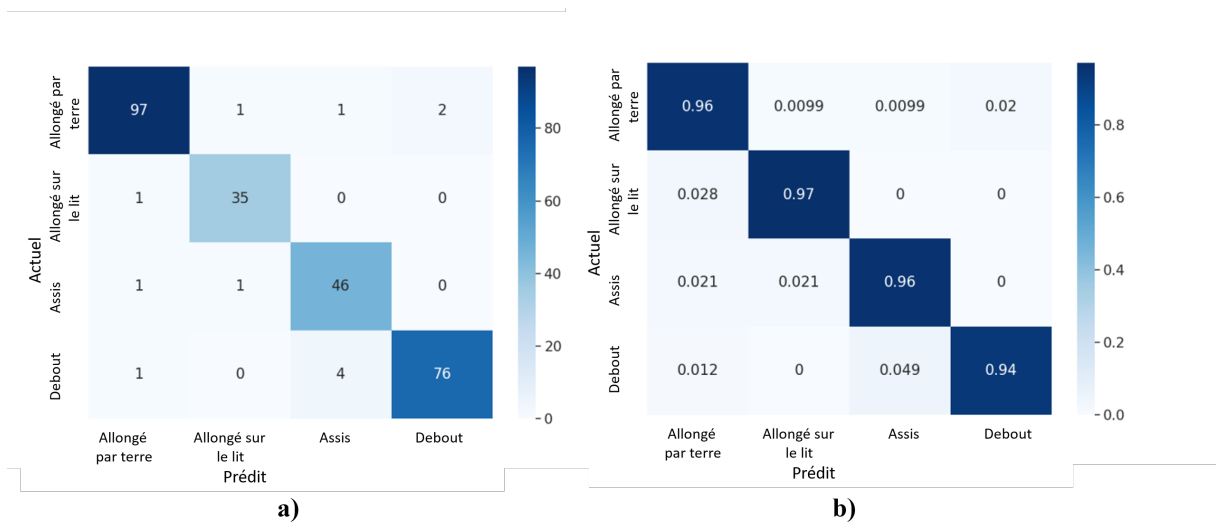 Allongé par
terre
97
1
1
2
80
Allongé sur
le lit
1
35
0
0
60
Actuel
40
Assis
1
1
46
0
20
Debout
1
0
4
76
0
Allongé
par terre
Allongé sur
le lit
Assis
Debout
Prédit
a)
Allongé par
terre
0.96
0.0099
0.0099
0.02
0.8
Allongé sur
le lit
0.028
0.97
0
0
0.6
Actuel
0.4
Assis
0.021
0.021
0.96
0
0.2
Debout
0.012
0
0.049
0.94
0.0
Allongé
par terre
Allongé sur
le lit
Assis
Debout
Prédit
b)